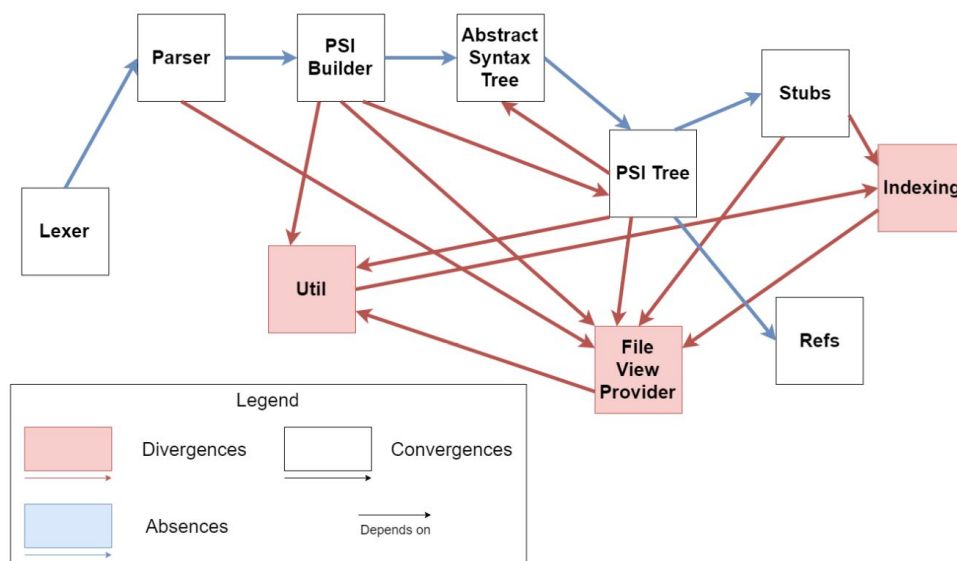 Parser
PSI
Builder
Abstract
Syntax
Tree
Stubs
PSI Tree
Indexing
Lexer
Util
File
View
Provider
Refs
Legend
Divergences
Convergences
Absences
Depends on